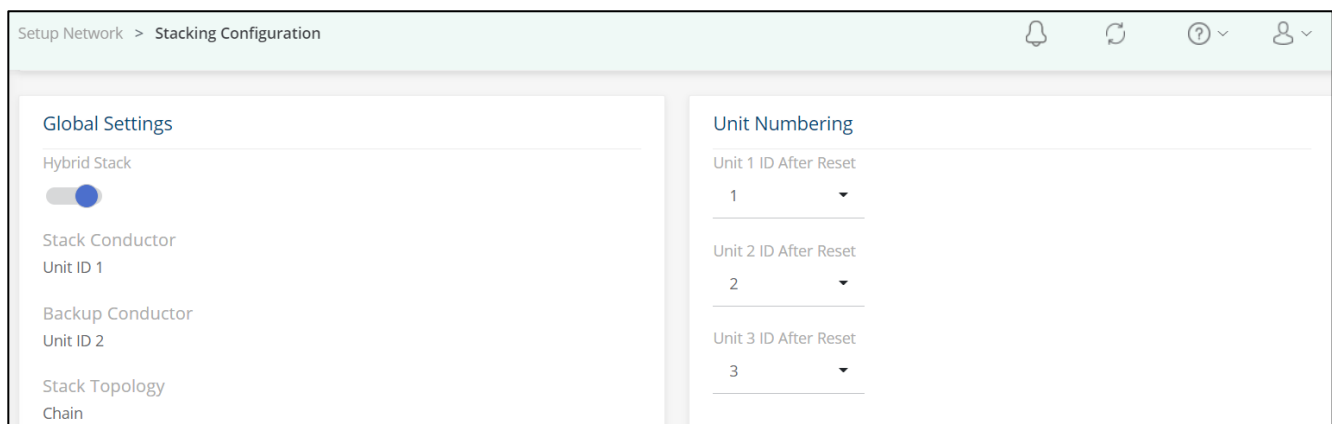 Setup Network > Stacking Configuration
Global Settings
Hybrid Stack
Stack Conductor
Unit ID 1
Backup Conductor
Unit ID 2
Stack Topology
Chain
Unit Numbering
Unit 1 ID After Reset
1
Unit 2 ID After Reset
2
Unit 3 ID After Reset
3